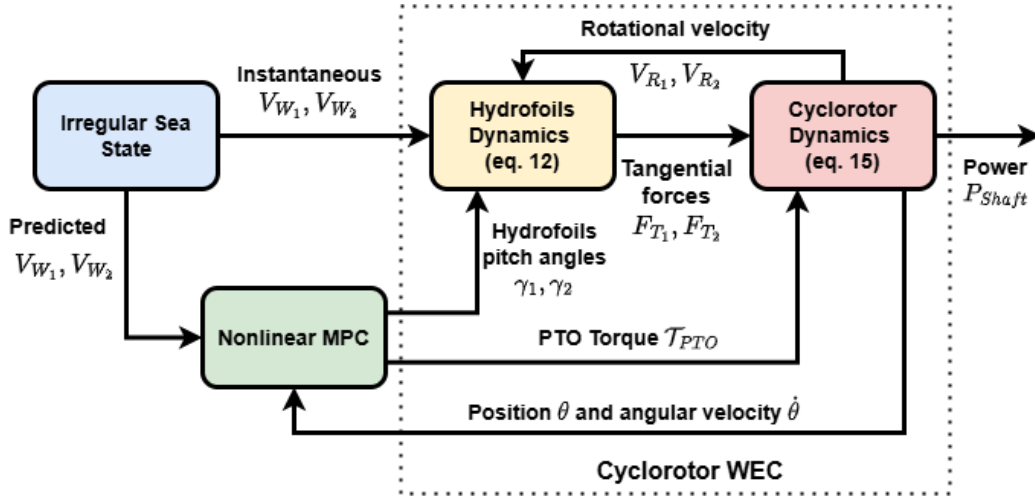 Rotational velocity
Instantaneous
V_{W_1}, V_{W_2}
V_{R_1}, V_{R_2}
Irregular Sea
State
Hydrofoils
Dynamics
(eq. 12)
Cyclorotor
Dynamics
(eq. 15)
Power
P_{Shaft}
Tangential
forces
F_{T_1}, F_{T_2}
Predicted
V_{W_1}, V_{W_2}
Hydrofoils
pitch angles
γ_1, γ_2
Nonlinear MPC
PTO Torque 𝒯_{PTO}
Position θ and angular velocity θ̇
Cyclorotor WEC